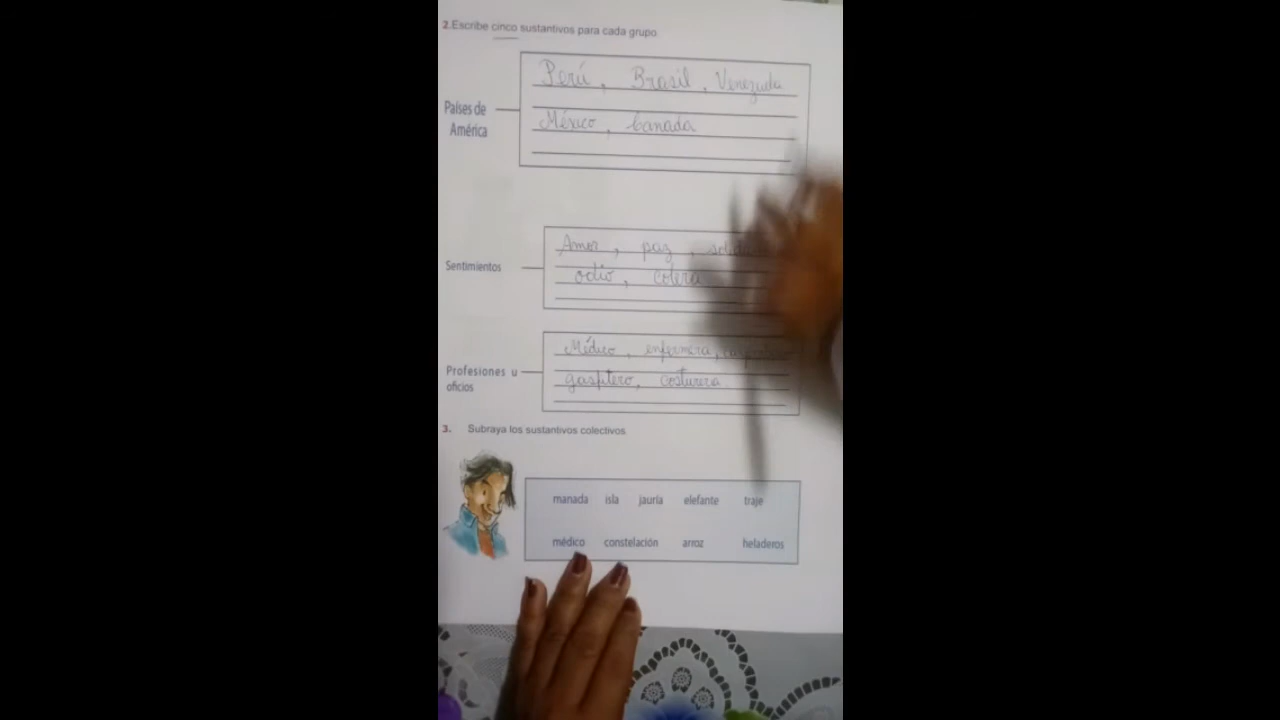 2. Escribe cinco sustantivos para cada grupo
Países de América
Perú, Brasil, Venezuela
México, Canada
Sentimientos
Amor, paz,
odio, colera
Profesiones u oficios
Médico, enfermera,
gasfitero, costurera
3. Subraya los sustantivos colectivos
manada isla jauría elefante traje
médico constelación arroz heladeros